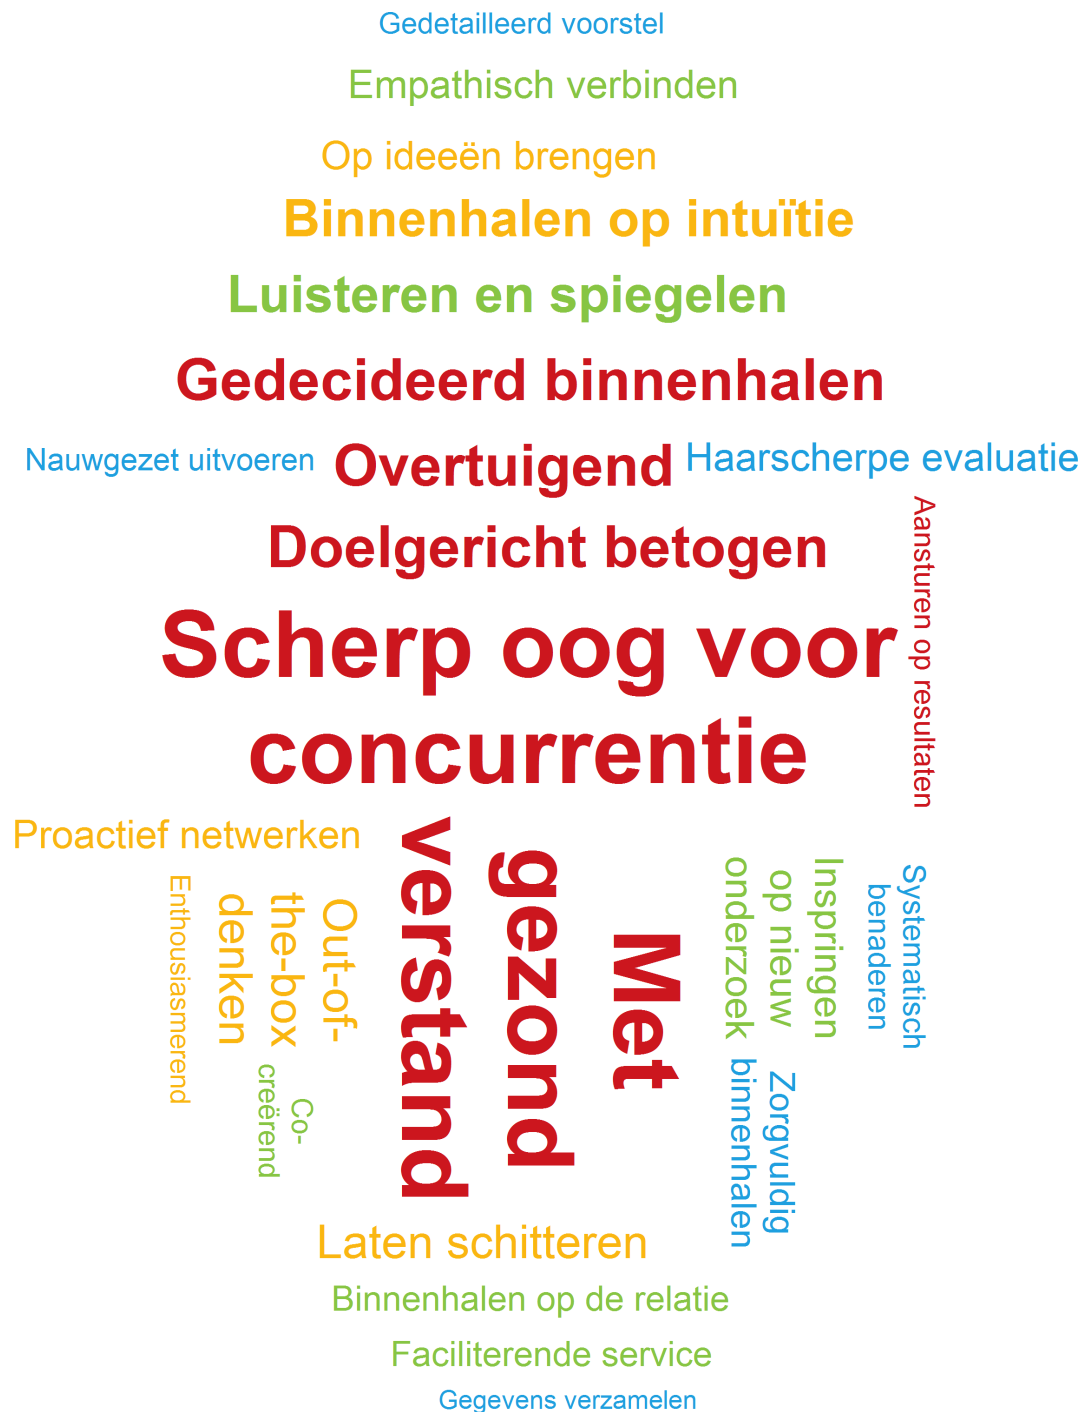 Gedetailleerd voorstel
Empathisch verbinden
Op ideeën brengen
Binnenhalen op intuïtie
Luisteren en spiegelen
Gedecideerd binnenhalen
Nauwgezet uitvoeren
Overtuigend
Haarscherpe evaluatie
Doelgericht betogen
Aansturen op resultaten
Scherp oog voor
concurrentie
Proactief netwerken
Enthousiasmerend
Out-of-
the-box
denken
Co-
creërend
Met
gezond
verstand
Inspringen
op nieuw
onderzoek
Systematisch
benaderen
Zorgvuldig
binnenhalen
Laten schitteren
Binnenhalen op de relatie
Faciliterende service
Gegevens verzamelen